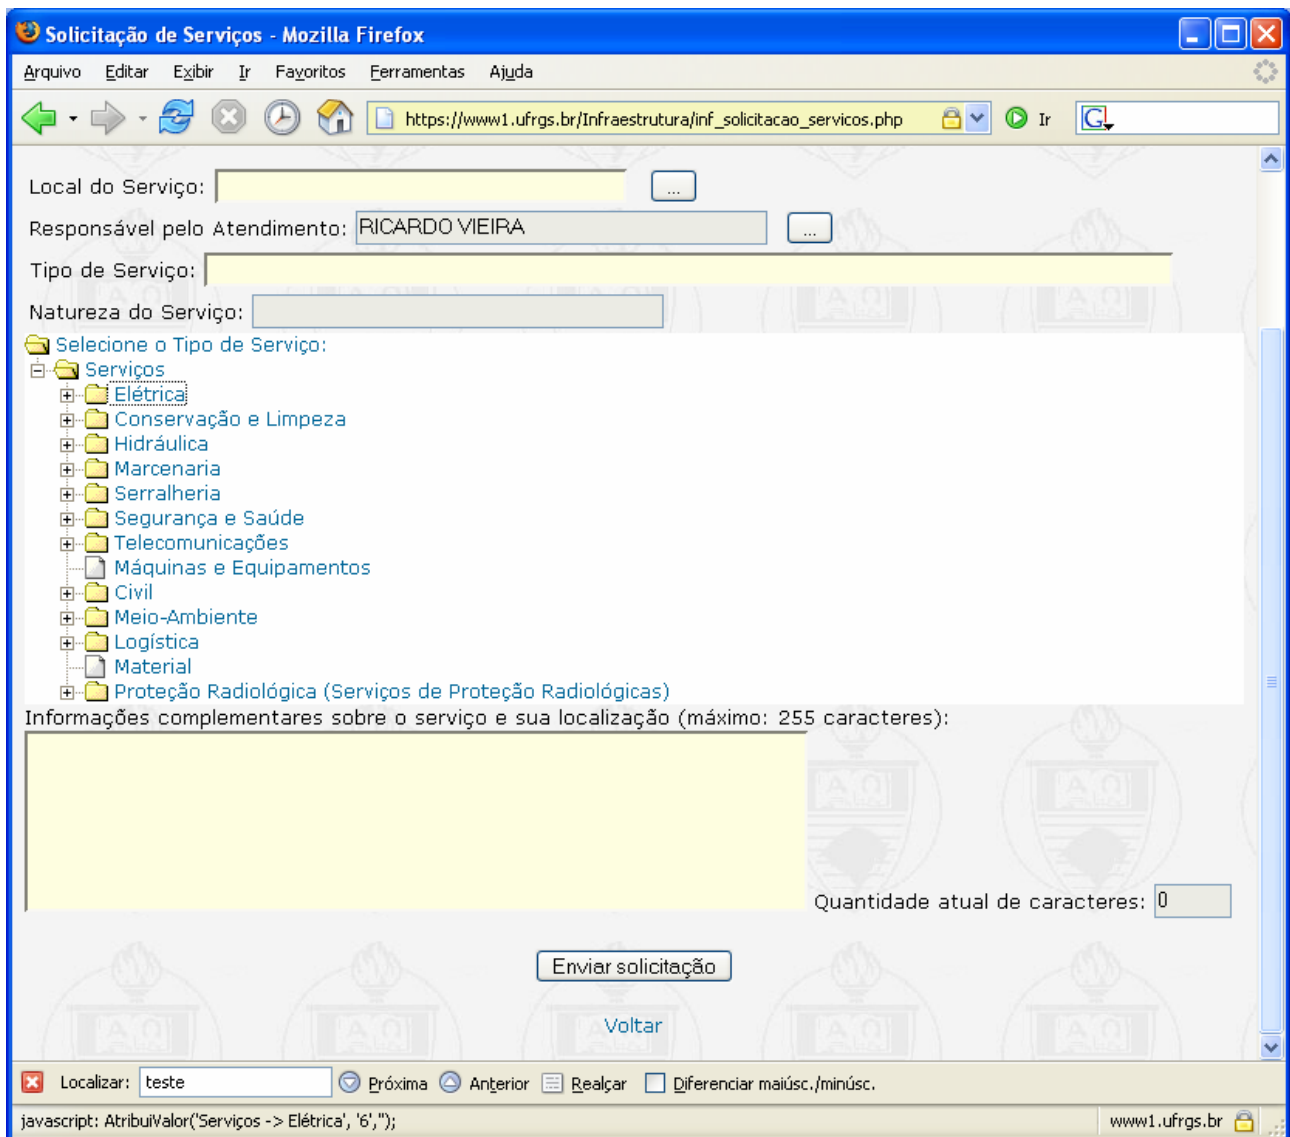 Solicitação de Serviços - Mozilla Firefox
Arquivo Editar Exibir Ir Favoritos Ferramentas Ajuda
https://www1.ufrgs.br/Infraestrutura/inf_solicitacao_servicos.php Ir G
Local do Serviço: ...
Responsável pelo Atendimento: RICARDO VIEIRA ...
Tipo de Serviço:
Natureza do Serviço:
Selecione o Tipo de Serviço:
Serviços
Elétrica
Conservação e Limpeza
Hidráulica
Marcenaria
Serralheria
Segurança e Saúde
Telecomunicações
Máquinas e Equipamentos
Civil
Meio-Ambiente
Logística
Material
Proteção Radiológica (Serviços de Proteção Radiológicas)
Informações complementares sobre o serviço e sua localização (máximo: 255 caracteres):
Quantidade atual de caracteres: 0
Enviar solicitação
Voltar
Localizar: teste Próxima Anterior Realçar Diferenciar maiúsc./minúsc.
javascript: AtribuiValor('Serviços -> Elétrica', '6',''); www1.ufrgs.br